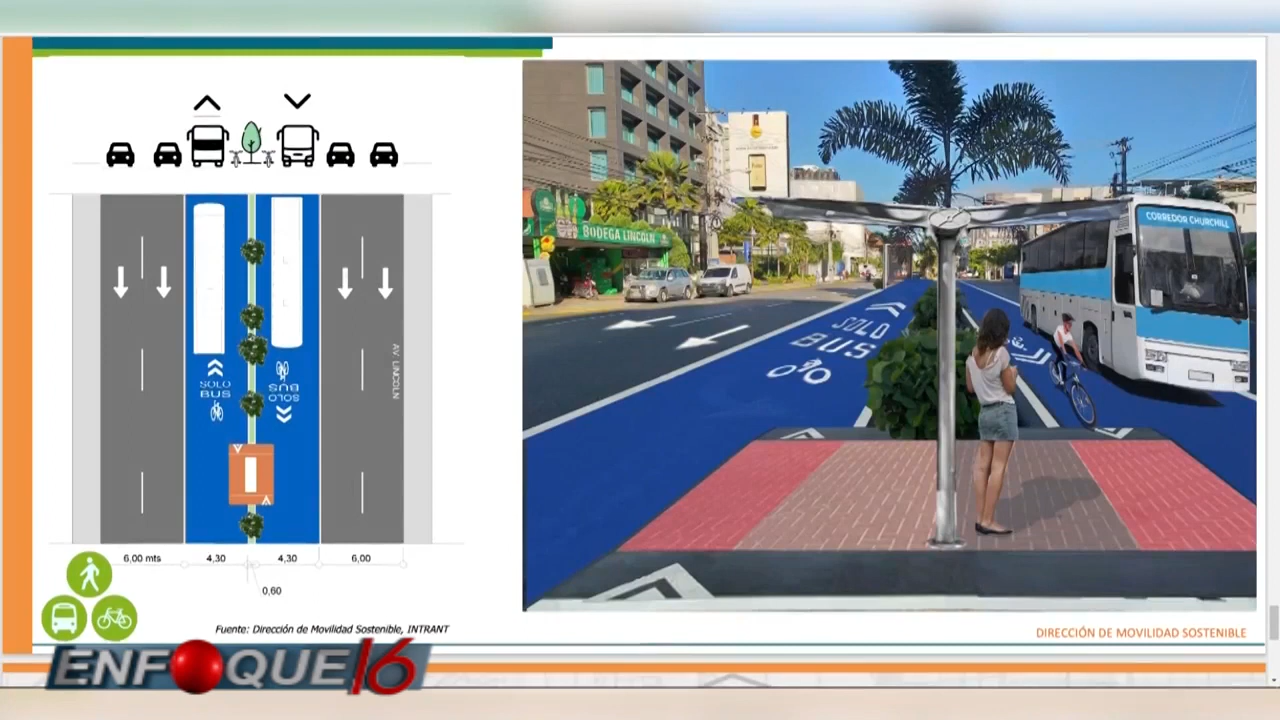 SOLO
BUS
SOLO
BUS
AV. LINCOLN
6,00 mts
4,30
4,30
6,00
0,60
Fuente: Dirección de Movilidad Sostenible, INTRANT
BODEGA LINCOLN
SOLO
BUS
CORREDOR CHURCHILL
DIRECCIÓN DE MOVILIDAD SOSTENIBLE
ENFOQUE 16